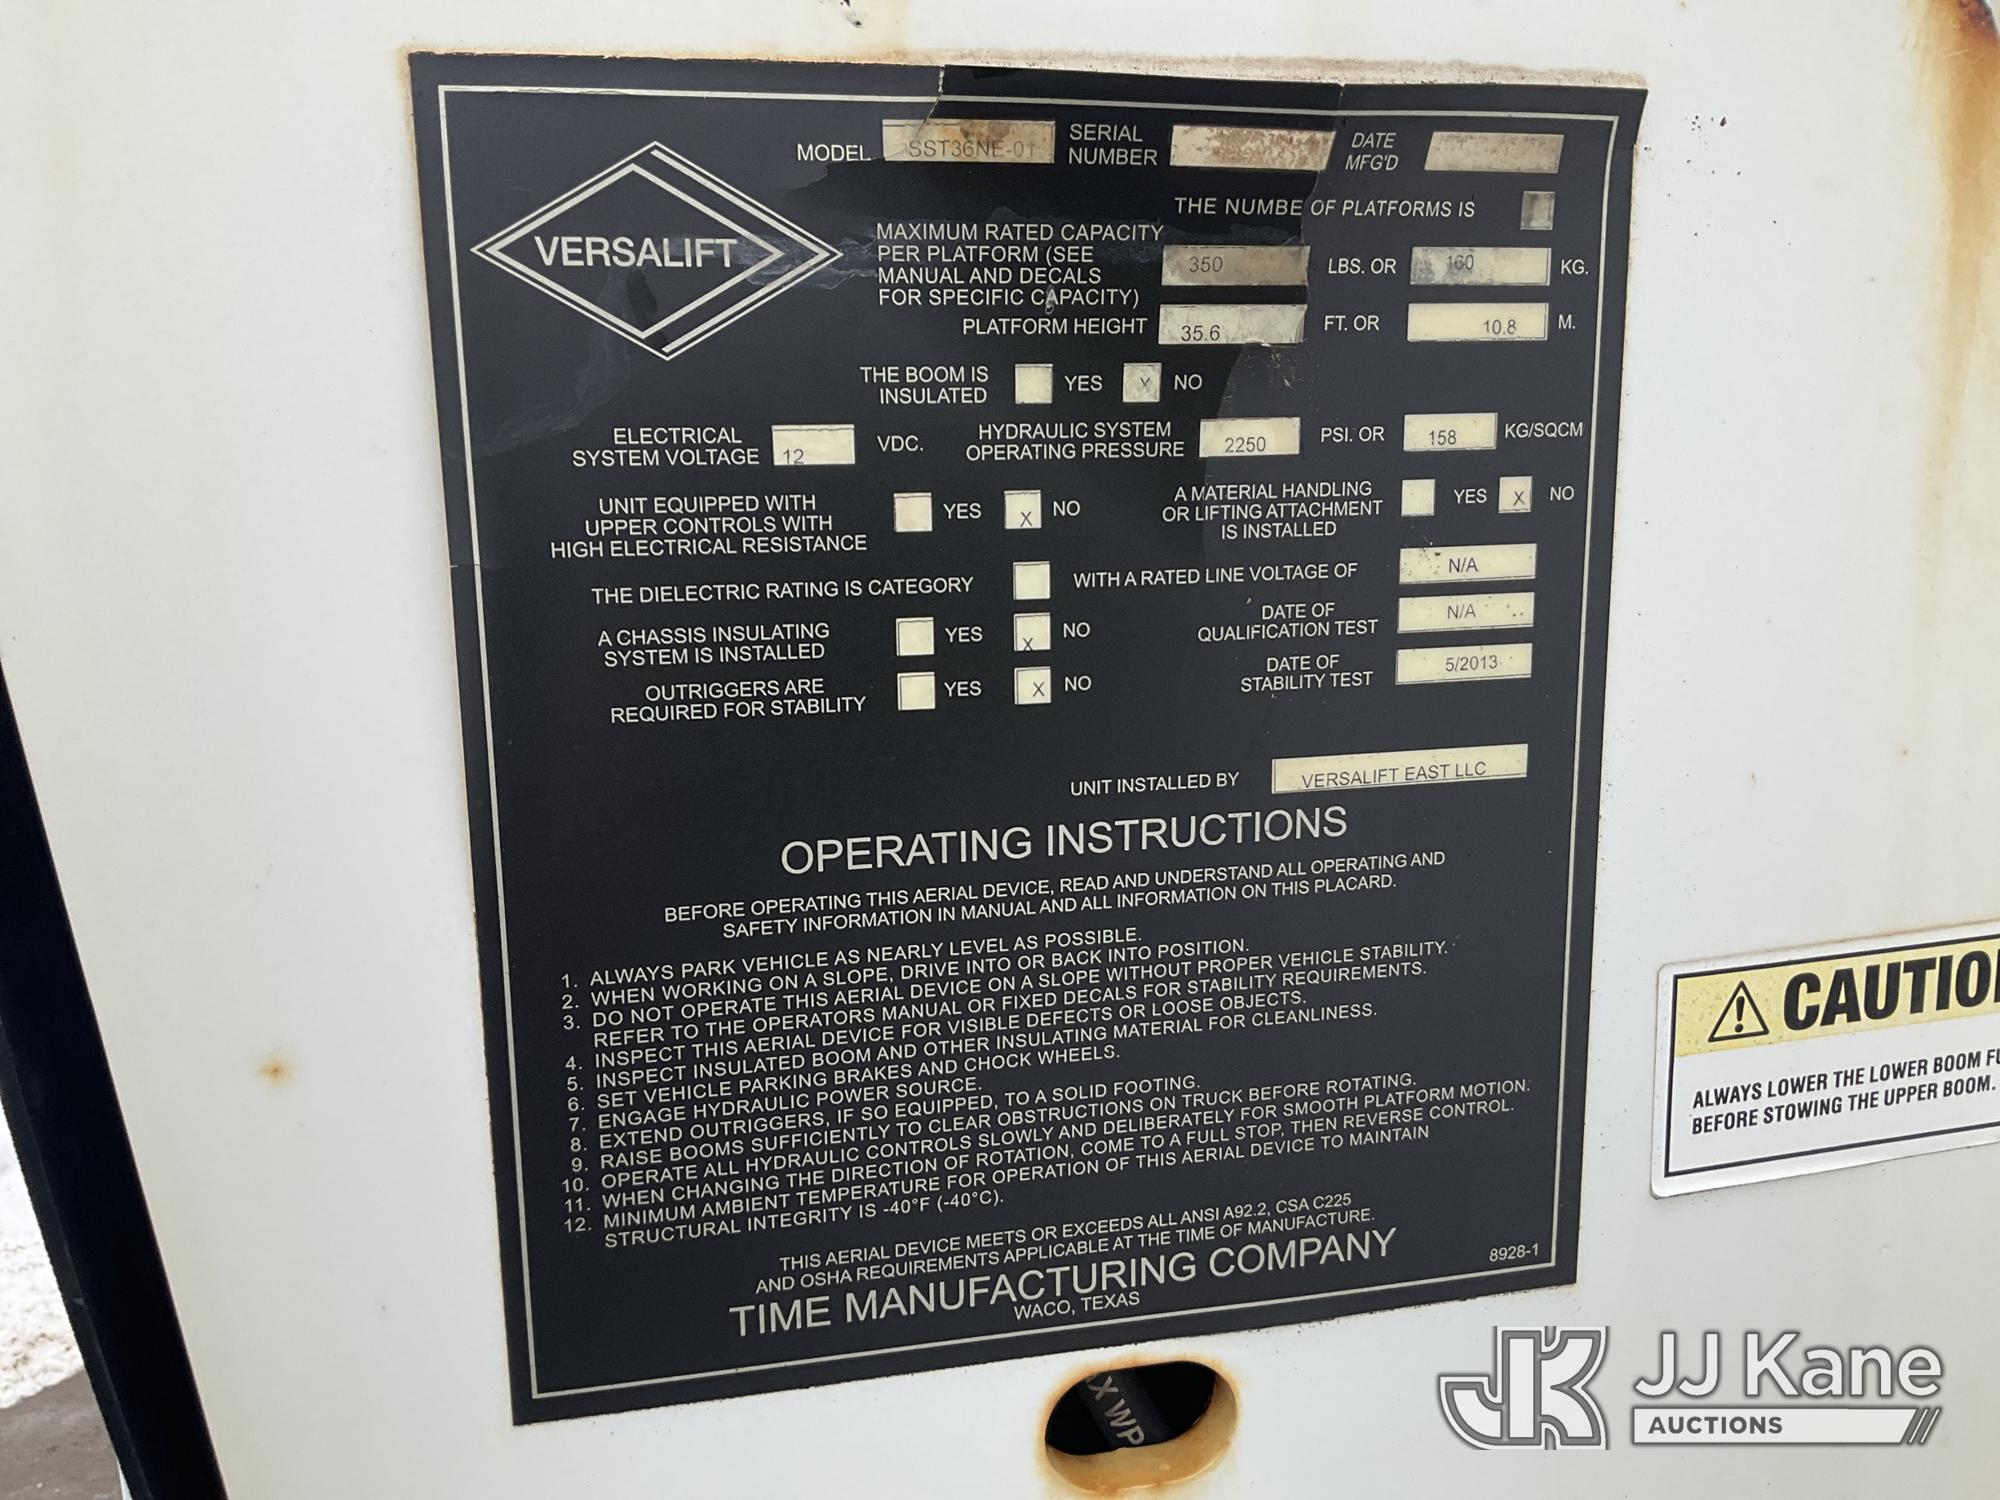 VERSALIFT
MODEL SST36NE-01 SERIAL NUMBER DATE MFG'D
THE NUMBE OF PLATFORMS IS
MAXIMUM RATED CAPACITY
PER PLATFORM (SEE
MANUAL AND DECALS
FOR SPECIFIC CAPACITY) 350 LBS. OR 160 KG.
PLATFORM HEIGHT 35.6 FT. OR 10.8 M.
THE BOOM IS
INSULATED YES X NO
ELECTRICAL
SYSTEM VOLTAGE 12 VDC.
HYDRAULIC SYSTEM
OPERATING PRESSURE 2250 PSI. OR 158 KG/SQCM
UNIT EQUIPPED WITH
UPPER CONTROLS WITH
HIGH ELECTRICAL RESISTANCE YES X NO
A MATERIAL HANDLING
OR LIFTING ATTACHMENT
IS INSTALLED YES X NO
THE DIELECTRIC RATING IS CATEGORY WITH A RATED LINE VOLTAGE OF N/A
A CHASSIS INSULATING
SYSTEM IS INSTALLED YES X NO
DATE OF
QUALIFICATION TEST N/A
OUTRIGGERS ARE
REQUIRED FOR STABILITY YES X NO
DATE OF
STABILITY TEST 5/2013
UNIT INSTALLED BY VERSALIFT EAST LLC
OPERATING INSTRUCTIONS
BEFORE OPERATING THIS AERIAL DEVICE, READ AND UNDERSTAND ALL OPERATING AND
SAFETY INFORMATION IN MANUAL AND ALL INFORMATION ON THIS PLACARD.
1. ALWAYS PARK VEHICLE AS NEARLY LEVEL AS POSSIBLE.
2. WHEN WORKING ON A SLOPE, DRIVE INTO OR BACK INTO POSITION.
3. DO NOT OPERATE THIS AERIAL DEVICE ON A SLOPE WITHOUT PROPER VEHICLE STABILITY.
REFER TO THE OPERATORS MANUAL OR FIXED DECALS FOR STABILITY REQUIREMENTS.
4. INSPECT THIS AERIAL DEVICE FOR VISIBLE DEFECTS OR LOOSE OBJECTS.
5. INSPECT INSULATED BOOM AND OTHER INSULATING MATERIAL FOR CLEANLINESS.
6. SET VEHICLE PARKING BRAKES AND CHOCK WHEELS.
7. ENGAGE HYDRAULIC POWER SOURCE.
8. EXTEND OUTRIGGERS, IF SO EQUIPPED, TO A SOLID FOOTING.
9. RAISE BOOMS SUFFICIENTLY TO CLEAR OBSTRUCTIONS ON TRUCK BEFORE ROTATING.
10. OPERATE ALL HYDRAULIC CONTROLS SLOWLY AND DELIBERATELY FOR SMOOTH PLATFORM MOTION.
11. WHEN CHANGING THE DIRECTION OF ROTATION, COME TO A FULL STOP, THEN REVERSE CONTROL.
12. MINIMUM AMBIENT TEMPERATURE FOR OPERATION OF THIS AERIAL DEVICE TO MAINTAIN
STRUCTURAL INTEGRITY IS -40°F (-40°C).
THIS AERIAL DEVICE MEETS OR EXCEEDS ALL ANSI A92.2, CSA C225
AND OSHA REQUIREMENTS APPLICABLE AT THE TIME OF MANUFACTURE.
TIME MANUFACTURING COMPANY
WACO, TEXAS
8928-1
CAUTIO
ALWAYS LOWER THE LOWER BOOM FU
BEFORE STOWING THE UPPER BOOM.
X WP
JK JJ Kane
AUCTIONS